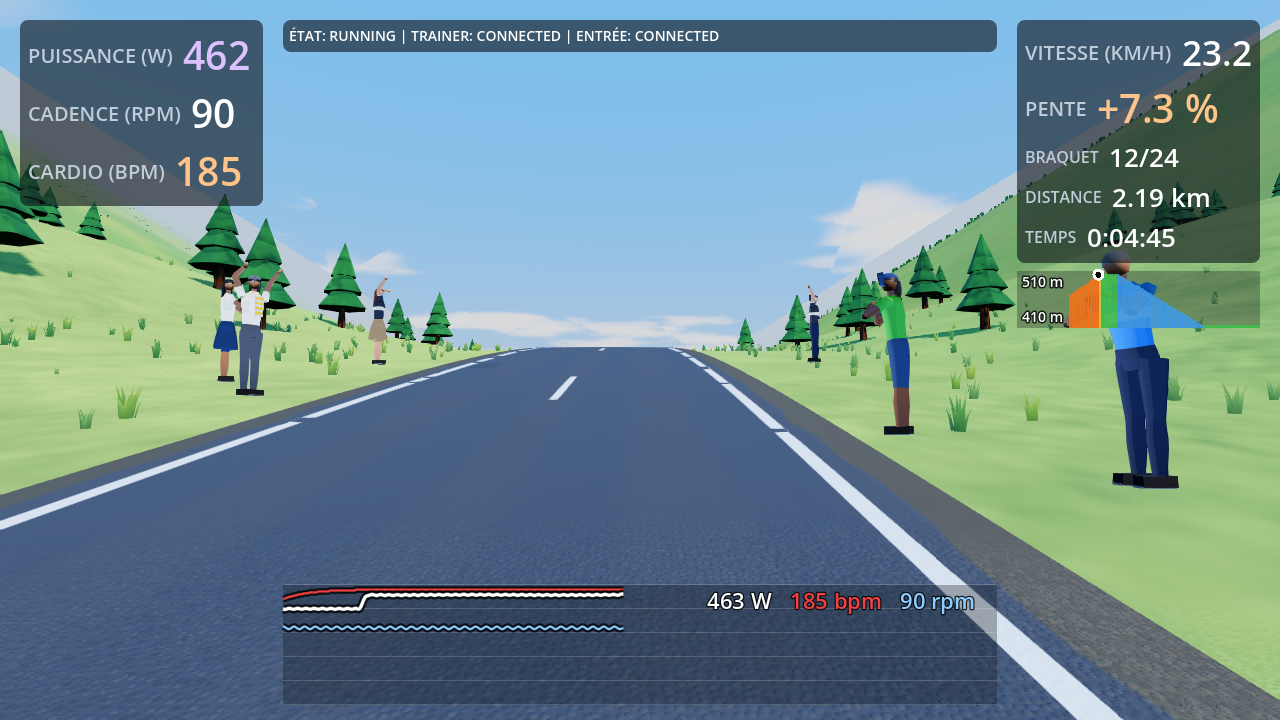 PUISSANCE (W) 462
CADENCE (RPM) 90
CARDIO (BPM) 185
ÉTAT: RUNNING | TRAINER: CONNECTED | ENTRÉE: CONNECTED
VITESSE (KM/H) 23.2
PENTE +7.3 %
BRAQUET 12/24
DISTANCE 2.19 km
TEMPS 0:04:45
510 m
410 m
463 W 185 bpm 90 rpm